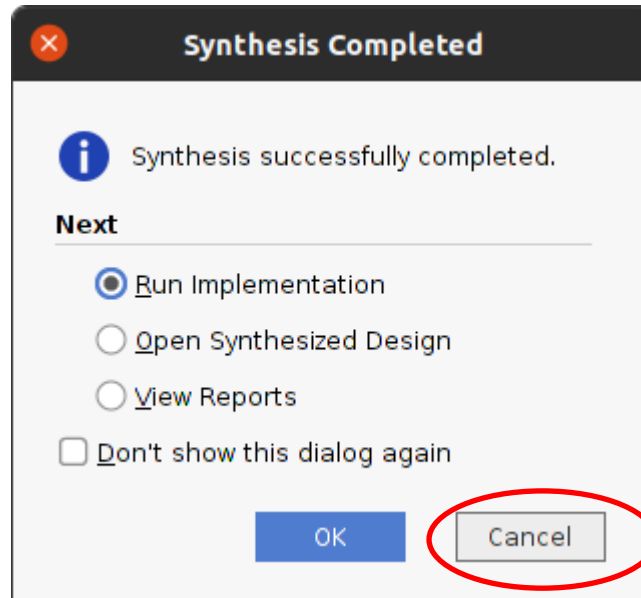 Synthesis Completed
Synthesis successfully completed.
Next
Run Implementation
Open Synthesized Design
View Reports
Don't show this dialog again
OK Cancel